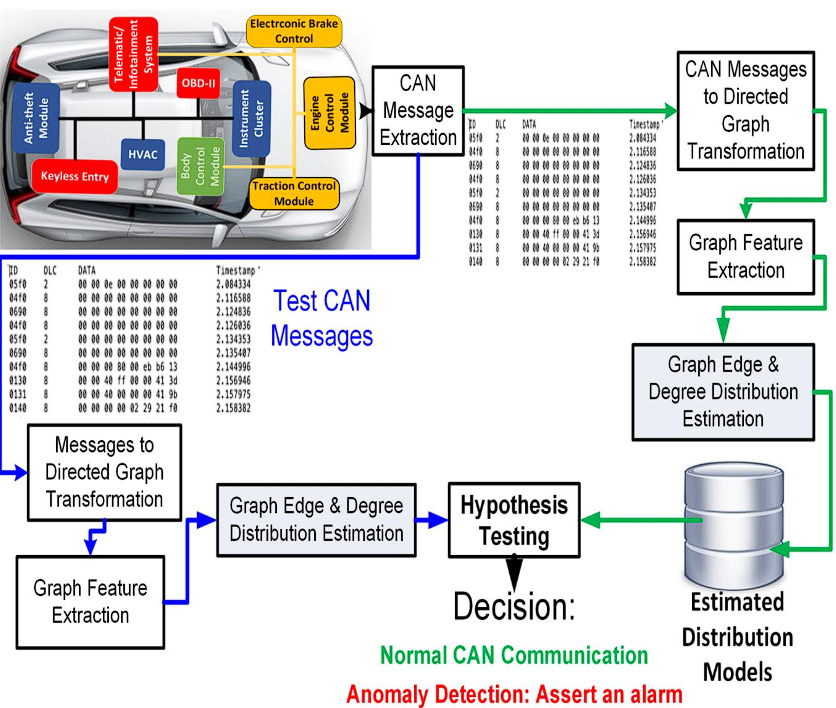 Electrconic Brake
Control
Telematic/
Infotainment
System
OBD-II
Anti-theft
Module
Instrument
Cluster
Engine
Control
Module
HVAC
Body
Control
Module
Keyless Entry
Traction Control
Module
CAN
Message
Extraction
CAN Messages
to Directed
Graph
Transformation
ID DLC DATA Timestamp
05f0 2 00 00 0e 00 00 00 00 00 2.084334
04f0 8 00 00 00 00 00 00 00 00 2.116588
0690 8 00 00 00 00 00 00 00 00 2.124836
04f0 8 00 00 00 00 00 00 00 00 2.126036
05f0 2 00 00 00 00 00 00 00 00 2.134353
0690 8 00 00 00 00 00 00 00 00 2.135407
04f0 8 00 00 00 80 00 eb b6 13 2.144996
0130 8 00 00 40 ff 00 00 41 3d 2.156946
0131 8 00 00 40 00 00 00 41 9b 2.157975
0140 8 00 00 00 00 02 29 21 f0 2.158382
Graph Feature
Extraction
Graph Edge &
Degree Distribution
Estimation
ID DLC DATA Timestamp
05f0 2 00 00 0e 00 00 00 00 00 2.084334
04f0 8 00 00 00 00 00 00 00 00 2.116588
0690 8 00 00 00 00 00 00 00 00 2.124836
04f0 8 00 00 00 00 00 00 00 00 2.126036
05f0 2 00 00 00 00 00 00 00 00 2.134353
0690 8 00 00 00 00 00 00 00 00 2.135407
04f0 8 00 00 00 80 00 eb b6 13 2.144996
0130 8 00 00 40 ff 00 00 41 3d 2.156946
0131 8 00 00 40 00 00 00 41 9b 2.157975
0140 8 00 00 00 00 02 29 21 f0 2.158382
Test CAN
Messages
Messages to
Directed Graph
Transformation
Graph Feature
Extraction
Graph Edge & Degree
Distribution Estimation
Hypothesis
Testing
Estimated
Distribution
Models
Decision:
Normal CAN Communication
Anomaly Detection: Assert an alarm